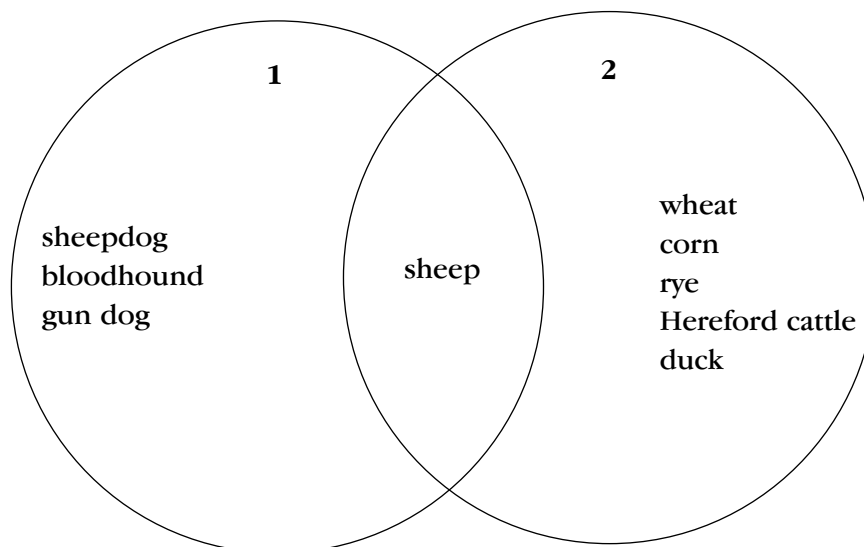 1
2
sheepdog
bloodhound
gun dog
sheep
wheat
corn
rye
Hereford cattle
duck